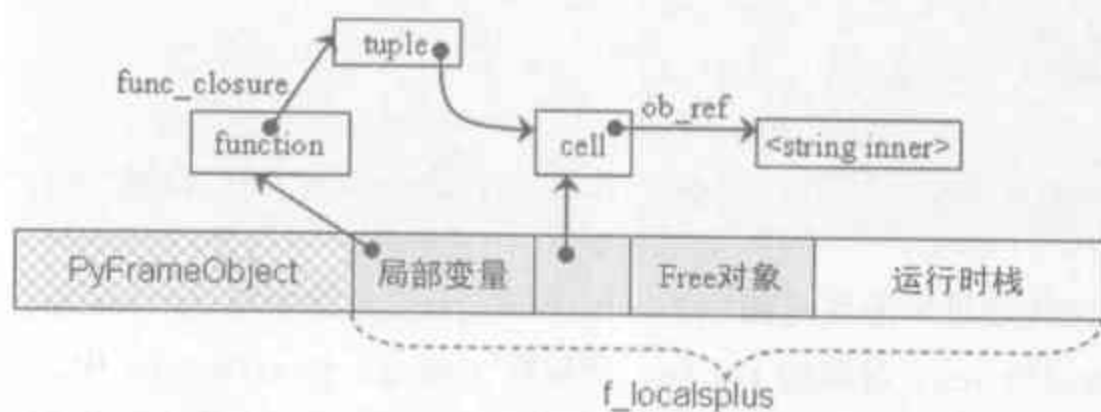 tuple
func_closure
ob_ref
function
cell
<string inner>
PyFrameObject
局部变量
Free对象
运行时栈
f_localsplus